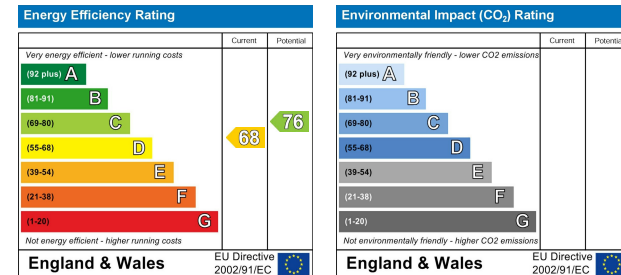 Energy Efficiency Rating
Current Potential
Very energy efficient - lower running costs
(92 plus) A
(81-91) B
(69-80) C
(55-68) D
(39-54) E
(21-38) F
(1-20) G
68
76
Not energy efficient - higher running costs
England & Wales
EU Directive
2002/91/EC
Environmental Impact (CO₂) Rating
Current Potentia
Very environmentally friendly - lower CO2 emissions
(92 plus) A
(81-91) B
(69-80) C
(55-68) D
(39-54) E
(21-38) F
(1-20) G
Not environmentally friendly - higher CO2 emissions
England & Wales
EU Directive
2002/91/EC